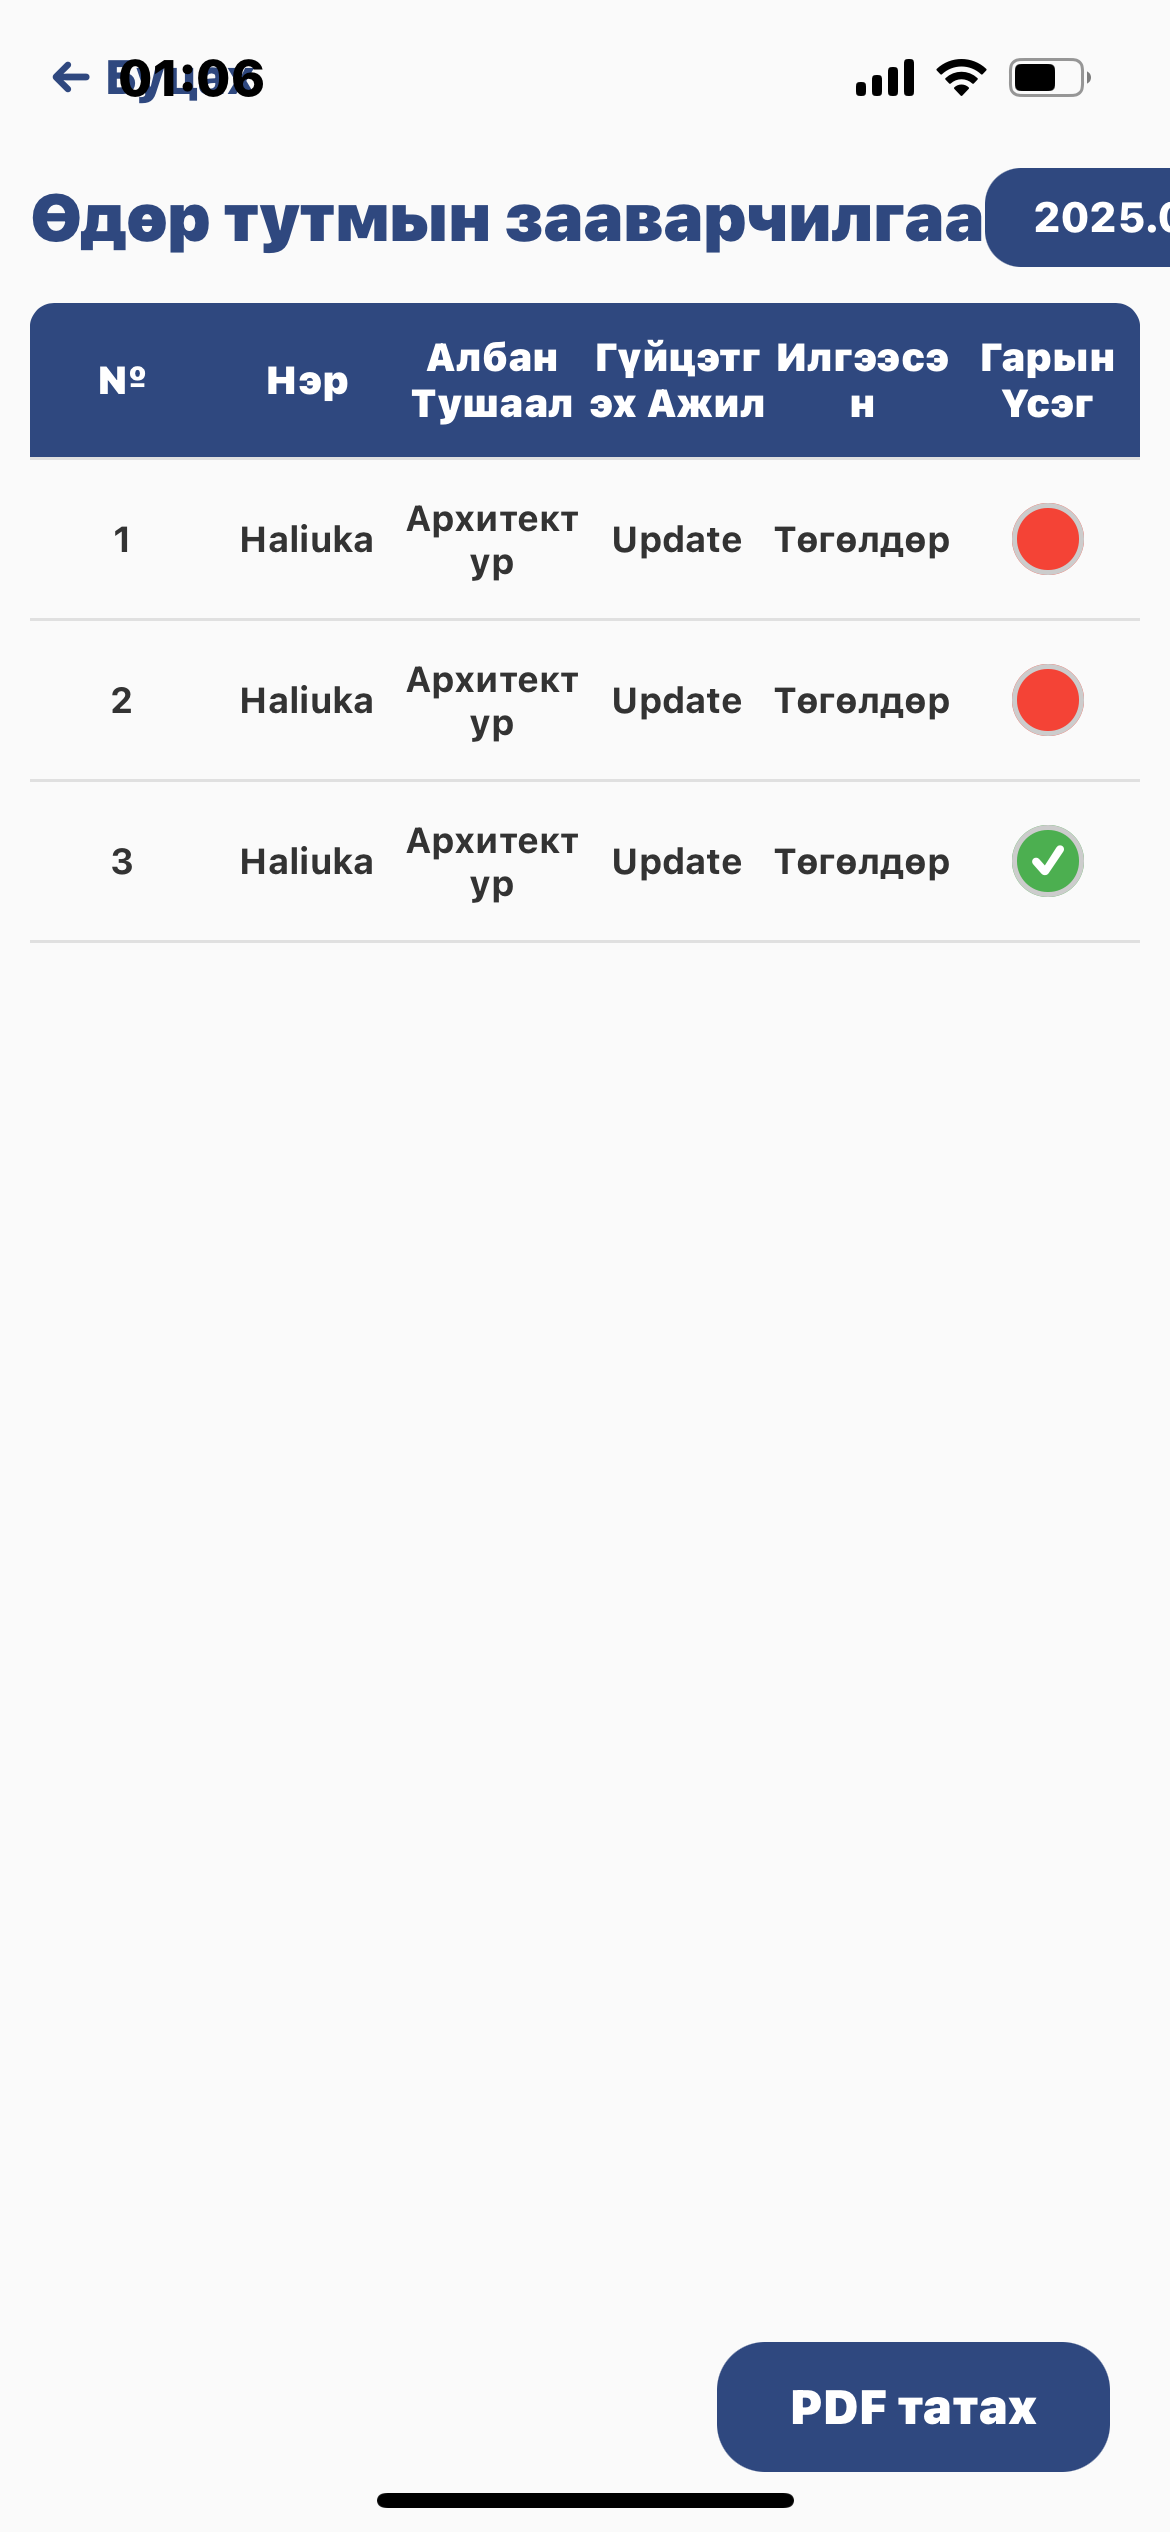 Буцах
01:06
Өдөр тутмын зааварчилгаа
2025.0
№ Нэр Албан Тушаал Гүйцэтгэх Ажил Илгээсэн Гарын Үсэг
1 Haliuka Архитектур Update Төгөлдөр
2 Haliuka Архитектур Update Төгөлдөр
3 Haliuka Архитектур Update Төгөлдөр
PDF татах